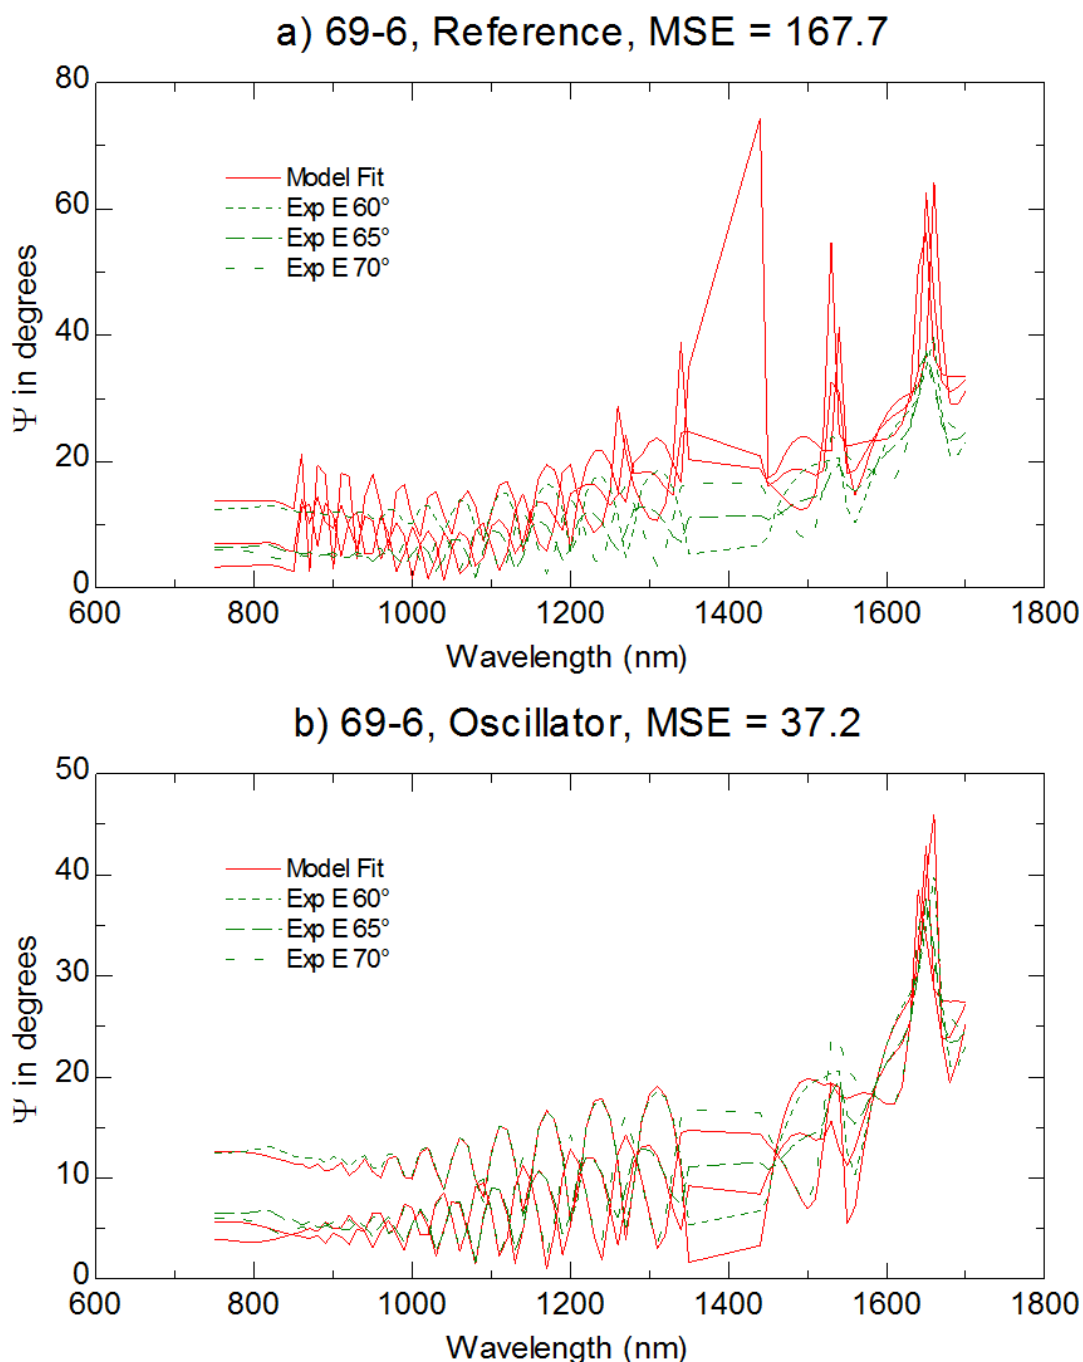 a) 69-6, Reference, MSE = 167.7
80
60
40
20
0
Ψ in degrees
Model Fit
Exp E 60°
Exp E 65°
Exp E 70°
600 800 1000 1200 1400 1600 1800
Wavelength (nm)
b) 69-6, Oscillator, MSE = 37.2
50
40
30
20
10
0
Ψ in degrees
Model Fit
Exp E 60°
Exp E 65°
Exp E 70°
600 800 1000 1200 1400 1600 1800
Wavelength (nm)